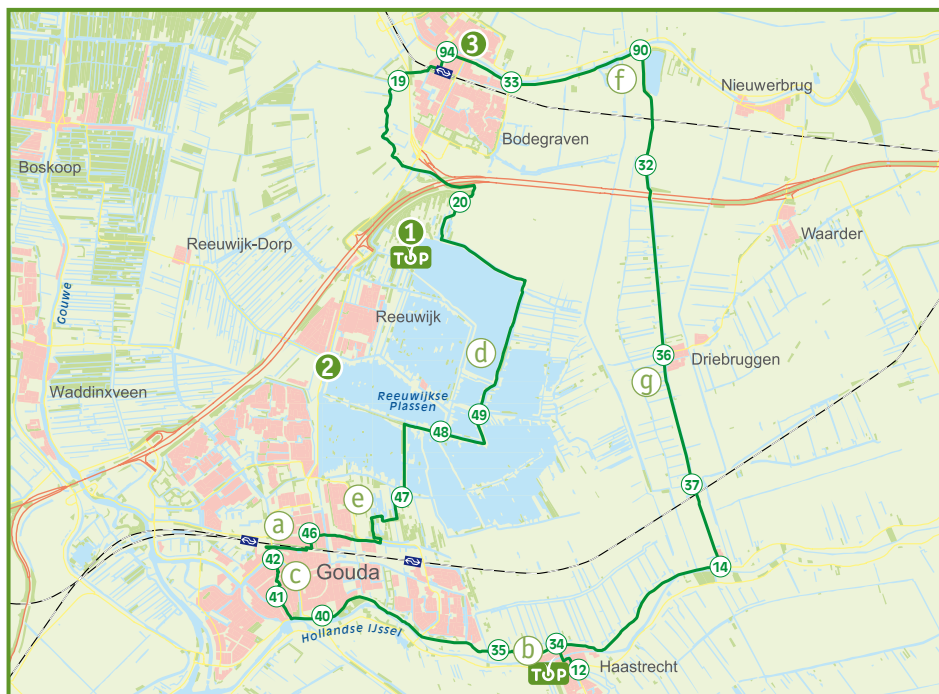 94
3
90
19
33
f
Nieuwerbrug
Bodegraven
Boskoop
32
20
1
TOP
Reeuwijk-Dorp
Waarder
Gouwe
Reeuwijk
d
36
Driebruggen
2
g
Waddinxveen
Reeuwijkse
Plassen
49
48
37
e
47
a
46
42
c
Gouda
14
41
40
Hollandse IJssel
35
b
34
TOP
12
Haastrecht